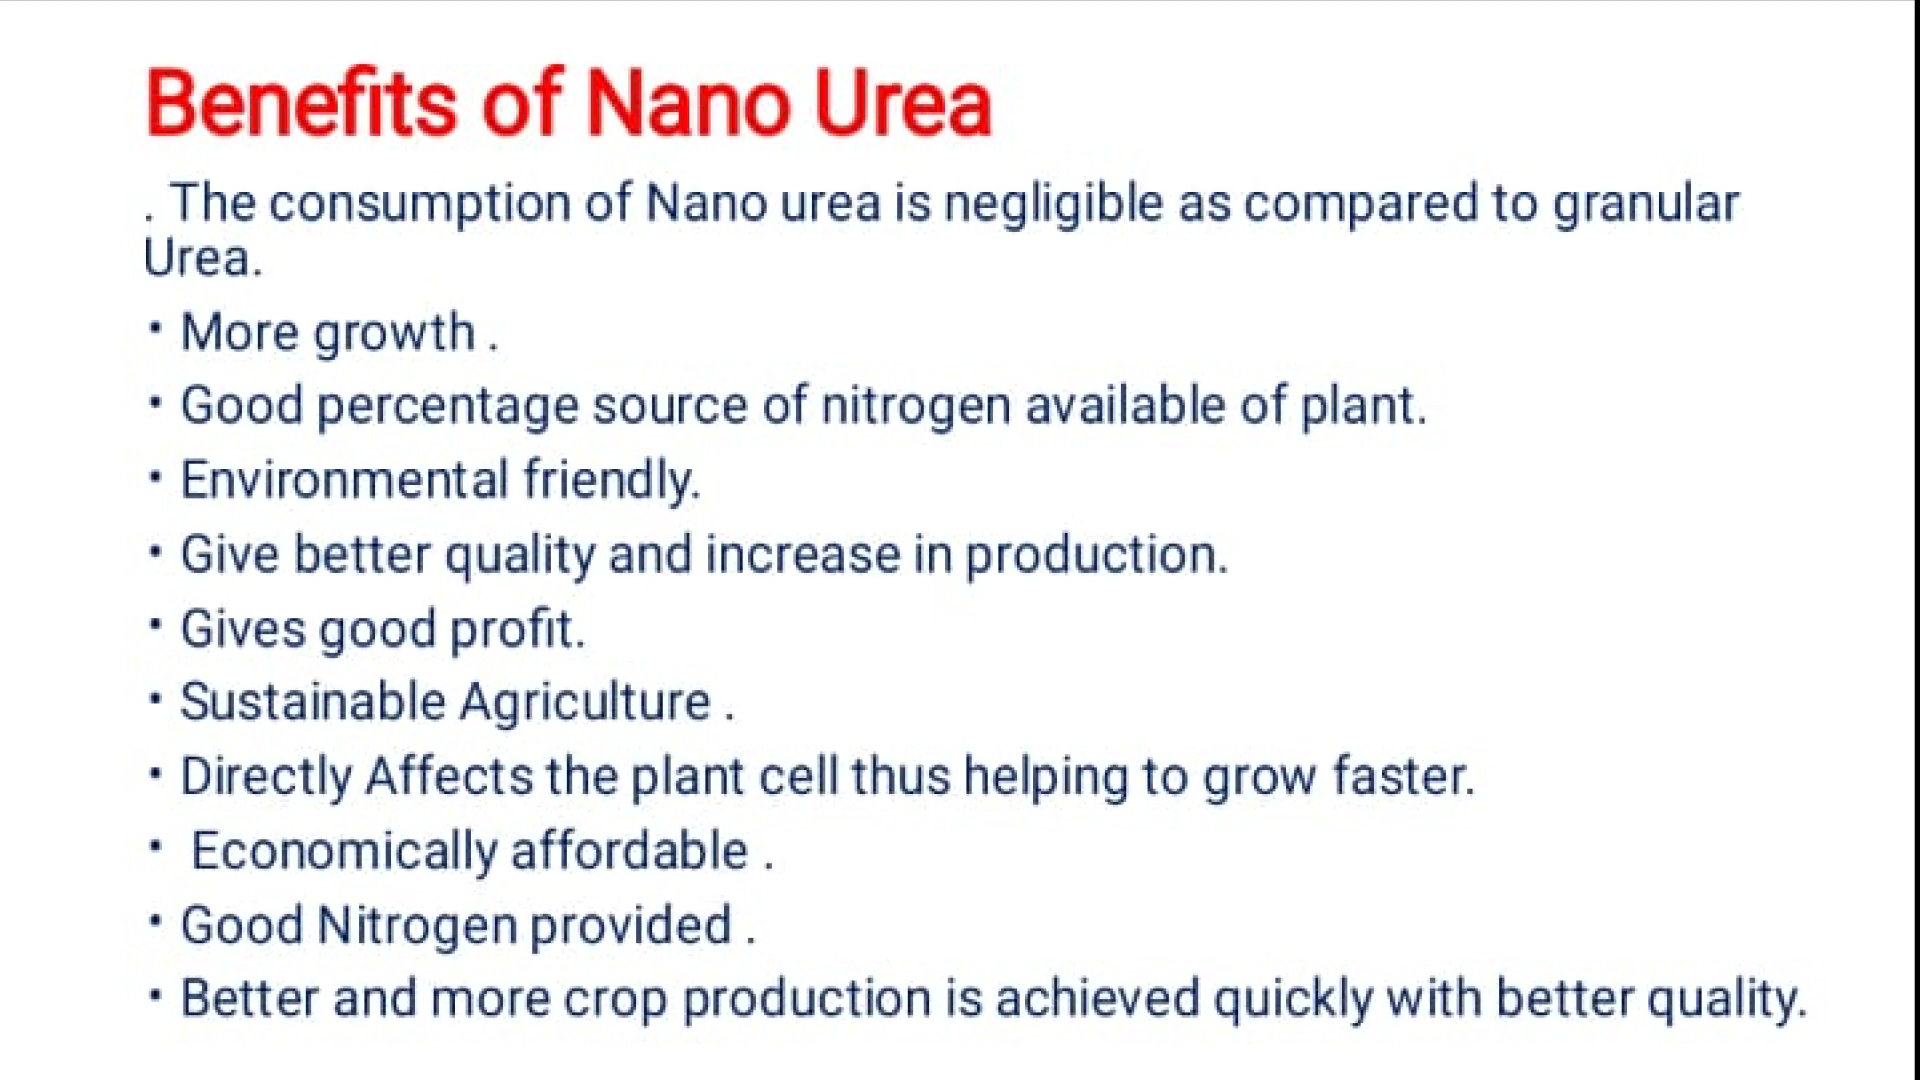 Benefits of Nano Urea
. The consumption of Nano urea is negligible as compared to granular
Urea.
• More growth .
• Good percentage source of nitrogen available of plant.
• Environmental friendly.
• Give better quality and increase in production.
• Gives good profit.
• Sustainable Agriculture .
• Directly Affects the plant cell thus helping to grow faster.
• Economically affordable .
• Good Nitrogen provided .
• Better and more crop production is achieved quickly with better quality.